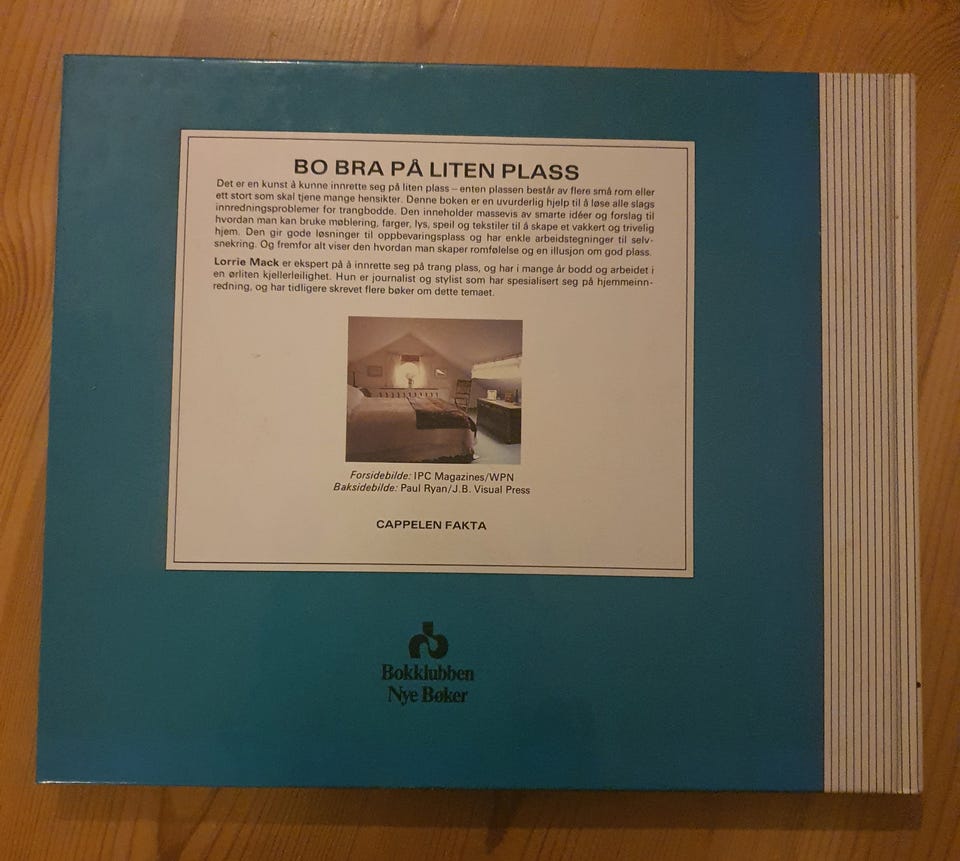 BO BRA PÅ LITEN PLASS
Det er en kunst å kunne innrette seg på liten plass – enten plassen består av flere små rom eller
ett stort som skal tjene mange hensikter. Denne boken er en uvurderlig hjelp til å løse alle slags
innredningsproblemer for trangbodde. Den inneholder massevis av smarte idéer og forslag til
hvordan man kan bruke møblering, farger, lys, speil og tekstiler til å skape et vakkert og trivelig
hjem. Den gir gode løsninger til oppbevaringsplass og har enkle arbeidstegninger til selv-
snekring. Og fremfor alt viser den hvordan man skaper romfølelse og en illusjon om god plass.
Lorrie Mack er ekspert på å innrette seg på trang plass, og har i mange år bodd og arbeidet i
en ørliten kjellerleilighet. Hun er journalist og stylist som har spesialisert seg på hjemmeinn-
redning, og har tidligere skrevet flere bøker om dette temaet.
Forsidebilde: IPC Magazines/WPN
Baksidebilde: Paul Ryan/J.B. Visual Press
CAPPELEN FAKTA
Bokklubben
Nye Bøker